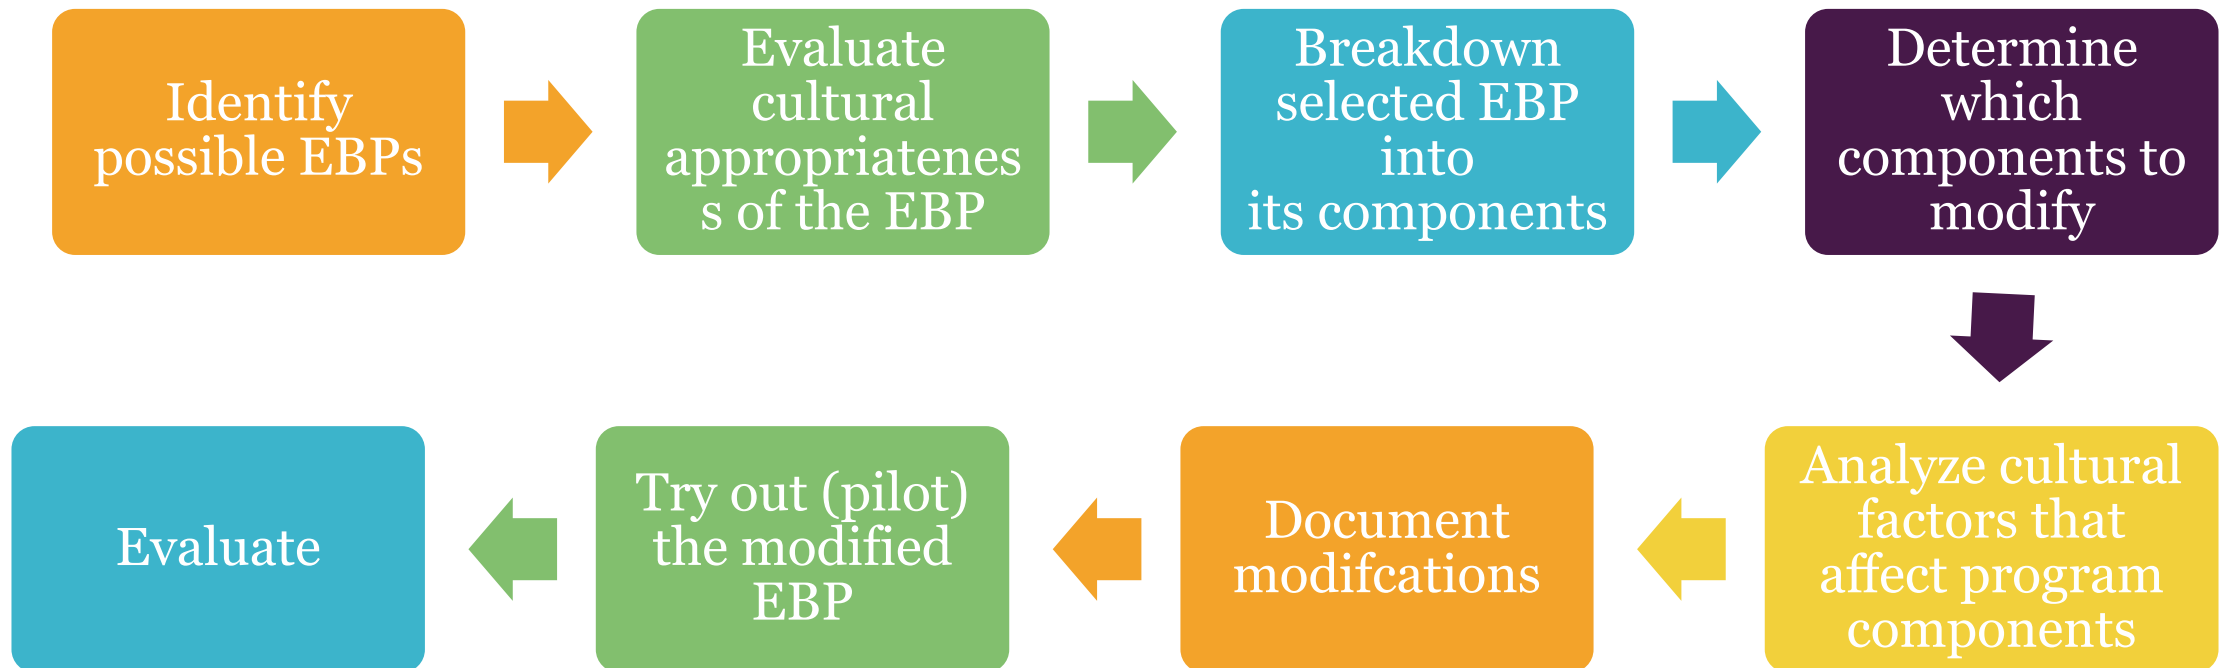 Identify
possible EBPs
Evaluate
cultural
appropriatenes
s of the EBP
Breakdown
selected EBP
into
its components
Determine
which
components to
modify
Analyze cultural
factors that
affect program
components
Document
modifcations
Try out (pilot)
the modified
EBP
Evaluate